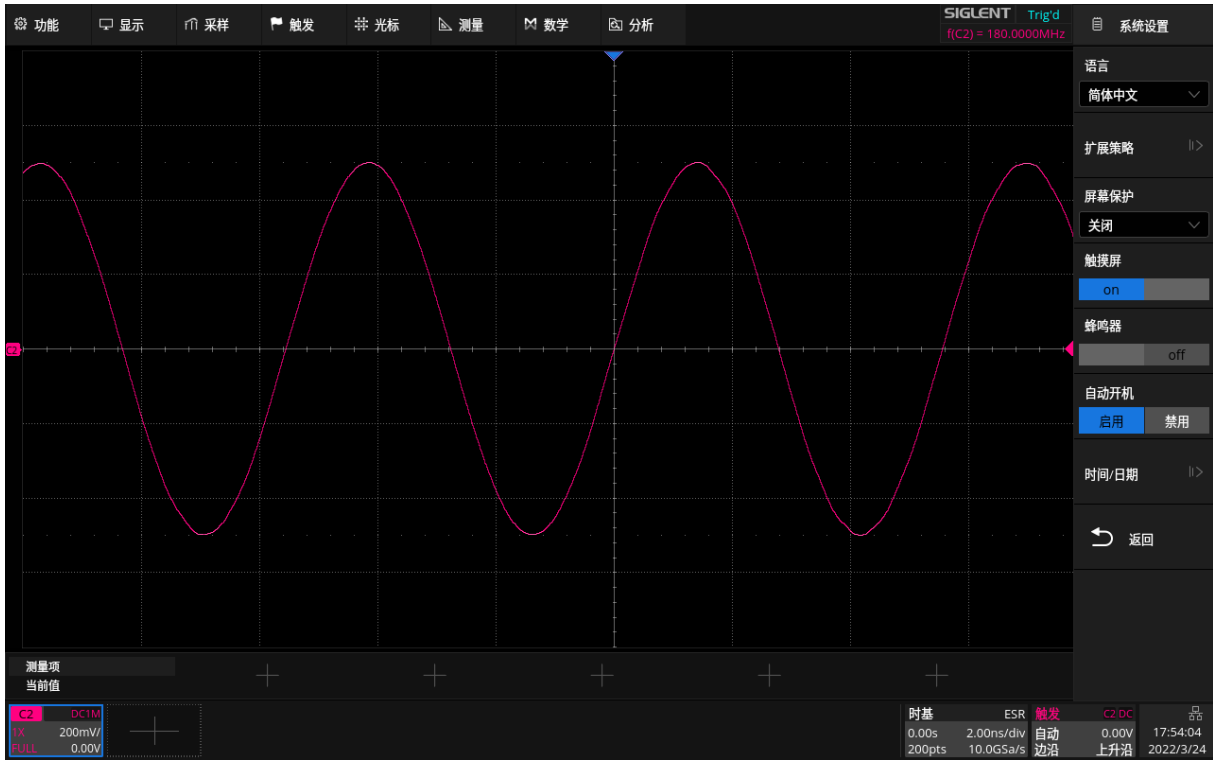 功能 显示 采样 触发 光标 测量 数学 分析 SIGLENT Trig'd
f(C2) = 180.0000MHz
系统设置
语言
简体中文
扩展策略
屏幕保护
关闭
触摸屏
on
蜂鸣器
off
自动开机
启用 禁用
时间/日期
返回
C2
测量项
当前值
C2 DC1M
1X 200mV/
FULL 0.00V
时基 ESR
0.00s 2.00ns/div
200pts 10.0GSa/s
触发 C2 DC
自动 0.00V
边沿 上升沿
17:54:04
2022/3/24